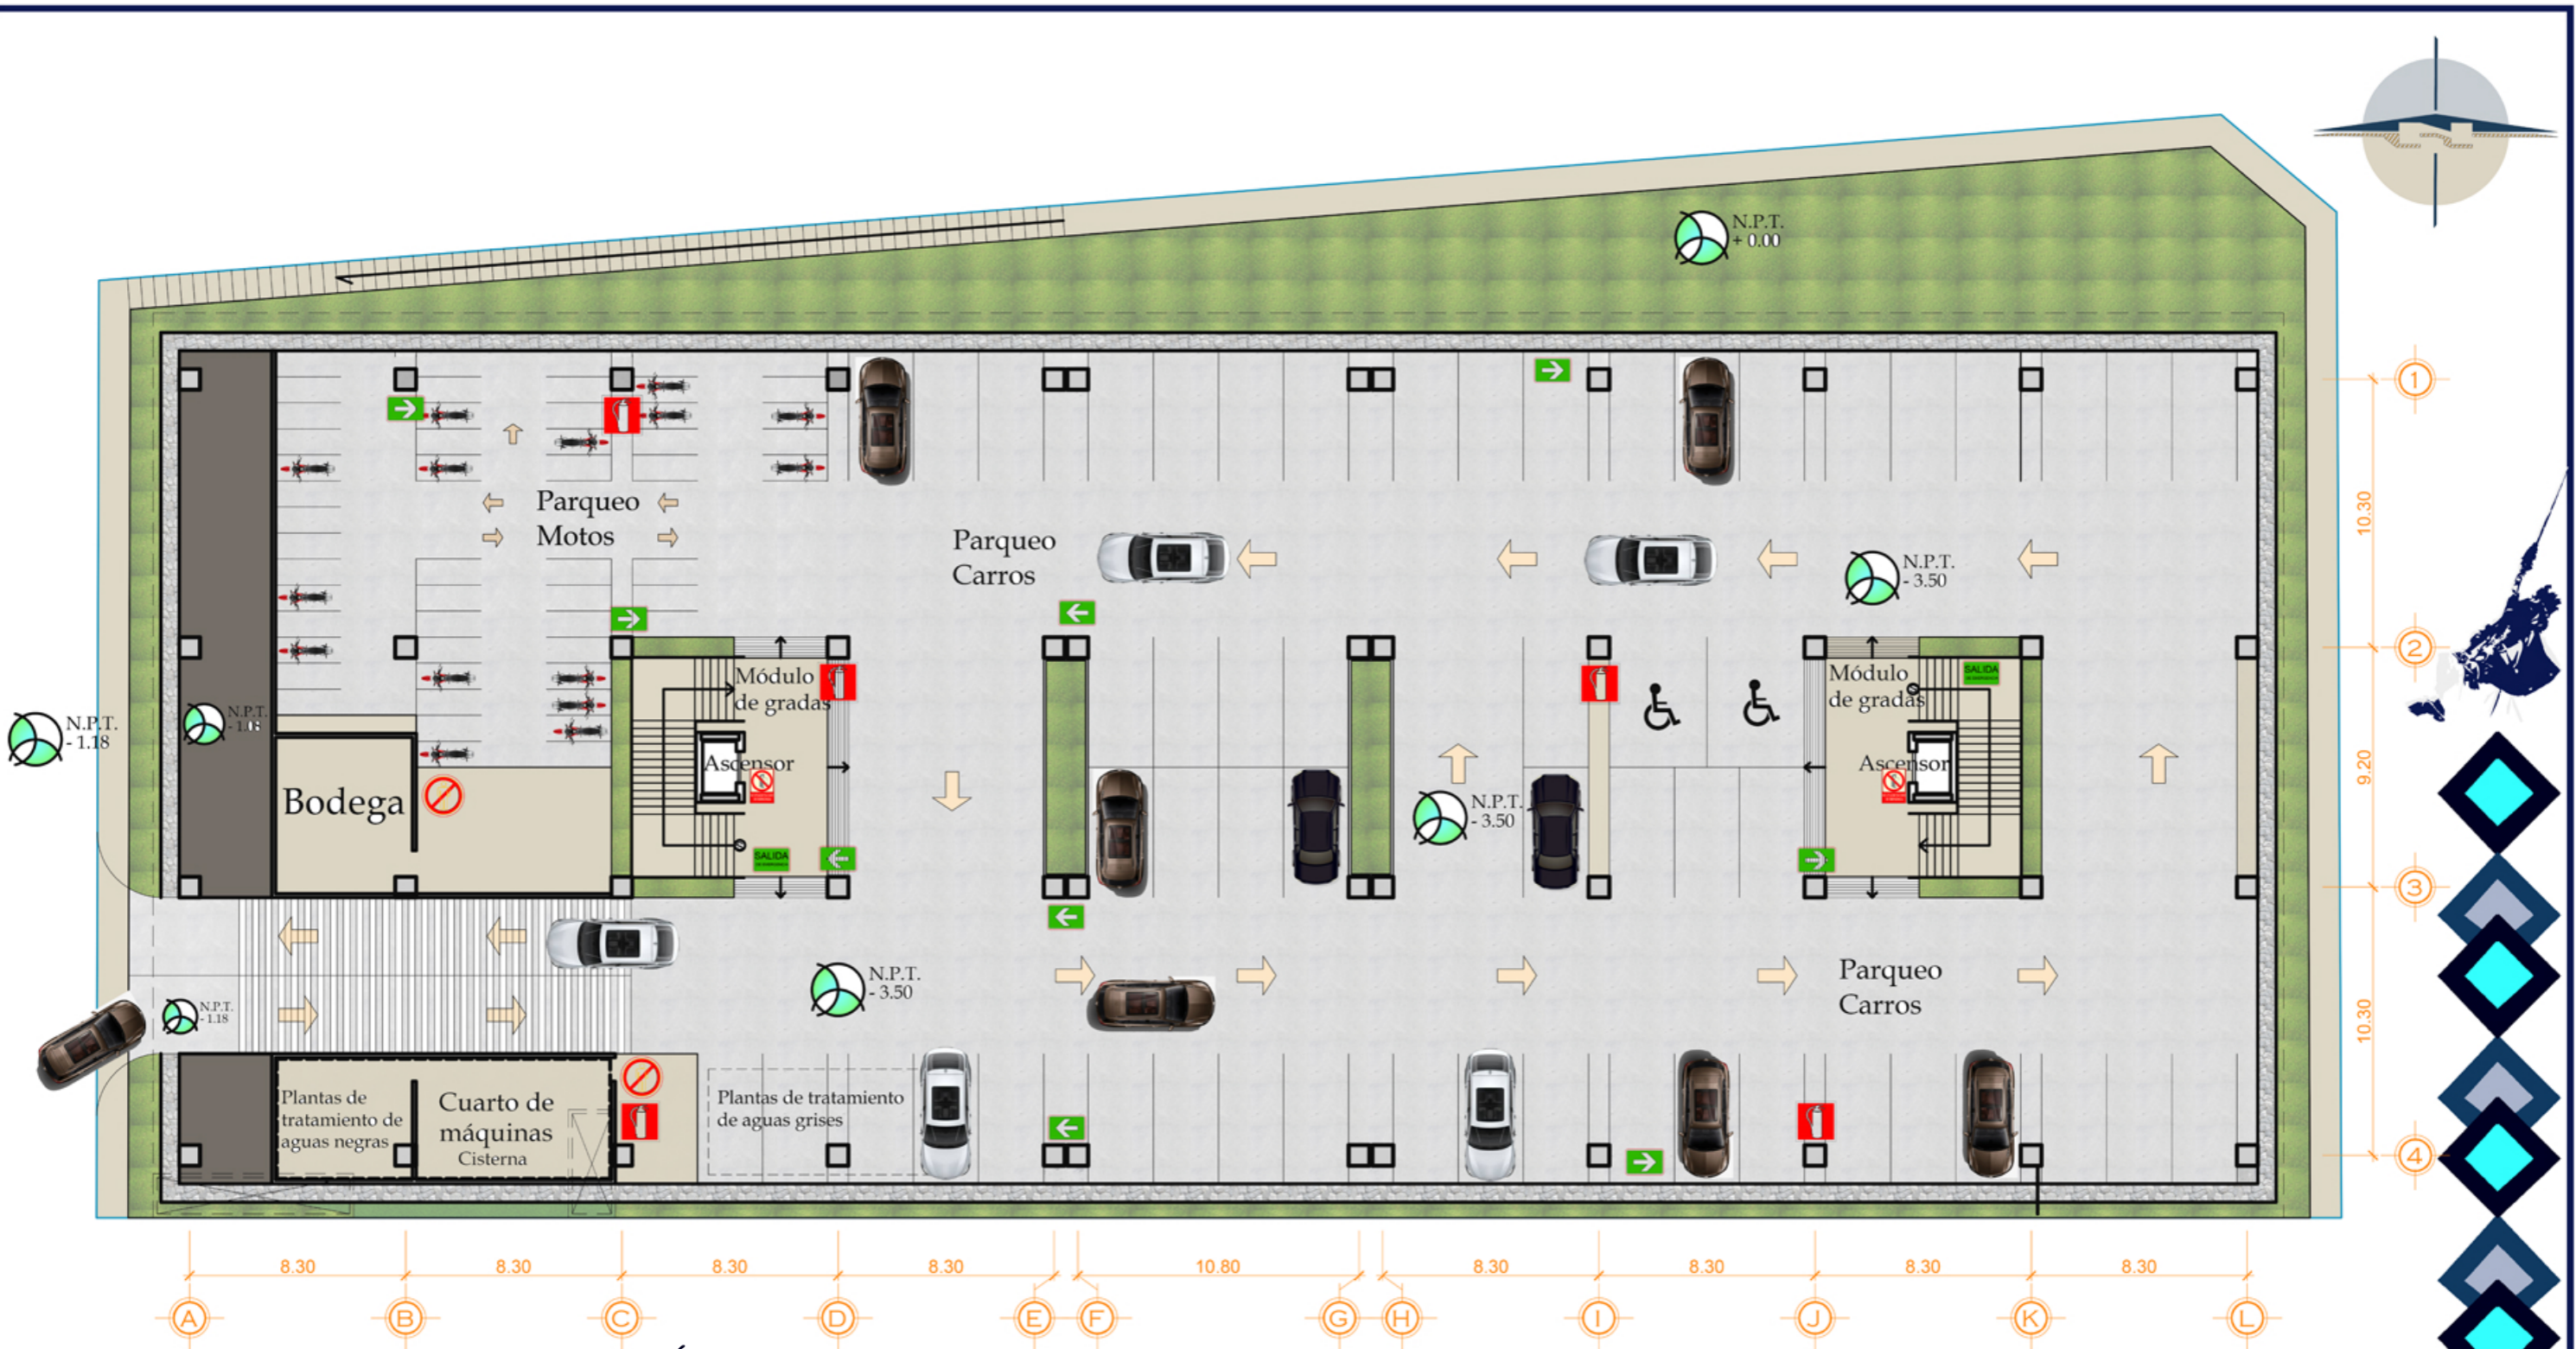 N.P.T.
+ 0.00
1
Parqueo
Motos
10.30
Parqueo
Carros
N.P.T.
- 3.50
2
Módulo
de gradas
Módulo
de gradas
SALIDA
N.P.T.
- 1.18
N.P.T.
Ascensor
Ascensor
9.20
Bodega
N.P.T.
- 3.50
SALIDA
3
N.P.T.
- 3.50
Parqueo
Carros
N.P.T.
- 1.18
10.30
Plantas de
tratamiento de
aguas negras
Cuarto de
máquinas
Cisterna
Plantas de tratamiento
de aguas grises
4
8.30
8.30
8.30
8.30
10.80
8.30
8.30
8.30
8.30
A
B
C
D
E
F
G
H
I
J
K
L